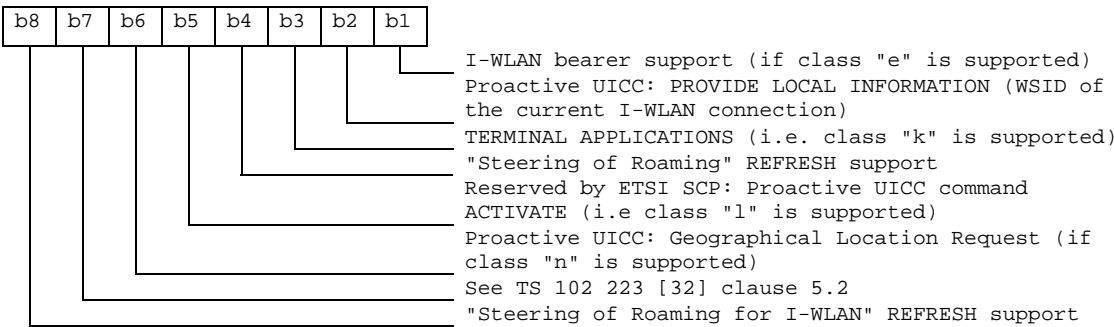 b8 b7 b6 b5 b4 b3 b2 b1
I-WLAN bearer support (if class "e" is supported)
Proactive UICC: PROVIDE LOCAL INFORMATION (WSID of
the current I-WLAN connection)
TERMINAL APPLICATIONS (i.e. class "k" is supported)
"Steering of Roaming" REFRESH support
Reserved by ETSI SCP: Proactive UICC command
ACTIVATE (i.e class "l" is supported)
Proactive UICC: Geographical Location Request (if
class "n" is supported)
See TS 102 223 [32] clause 5.2
"Steering of Roaming for I-WLAN" REFRESH support